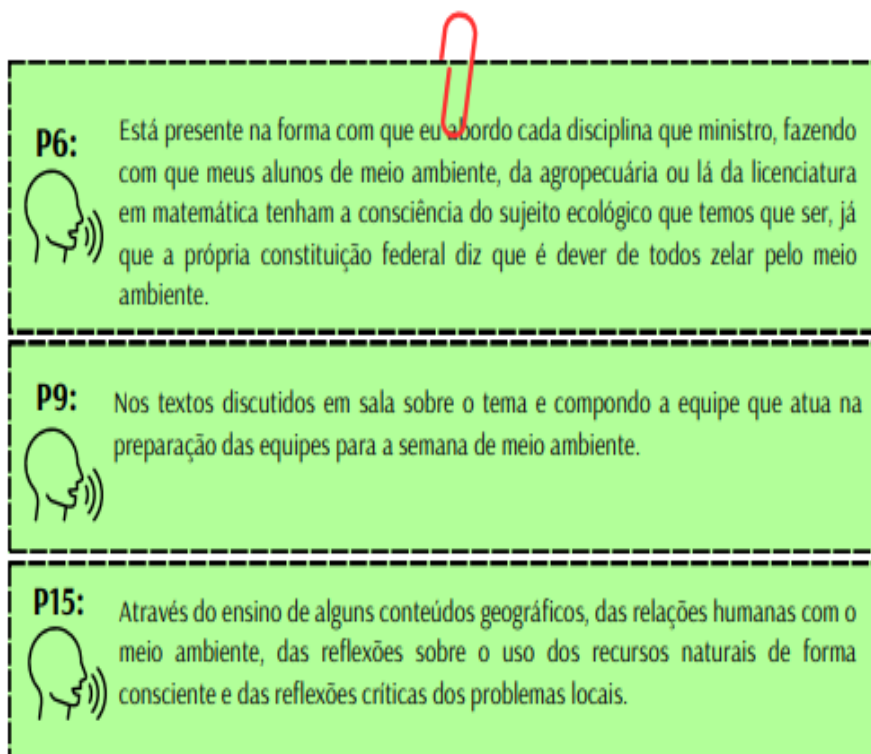 P6:
Está presente na forma com que eu abordo cada disciplina que ministro, fazendo
com que meus alunos de meio ambiente, da agropecuária ou lá da licenciatura
em matemática tenham a consciência do sujeito ecológico que temos que ser, já
que a própria constituição federal diz que é dever de todos zelar pelo meio
ambiente.
P9:
Nos textos discutidos em sala sobre o tema e compondo a equipe que atua na
preparação das equipes para a semana de meio ambiente.
P15:
Através do ensino de alguns conteúdos geográficos, das relações humanas com o
meio ambiente, das reflexões sobre o uso dos recursos naturais de forma
consciente e das reflexões críticas dos problemas locais.